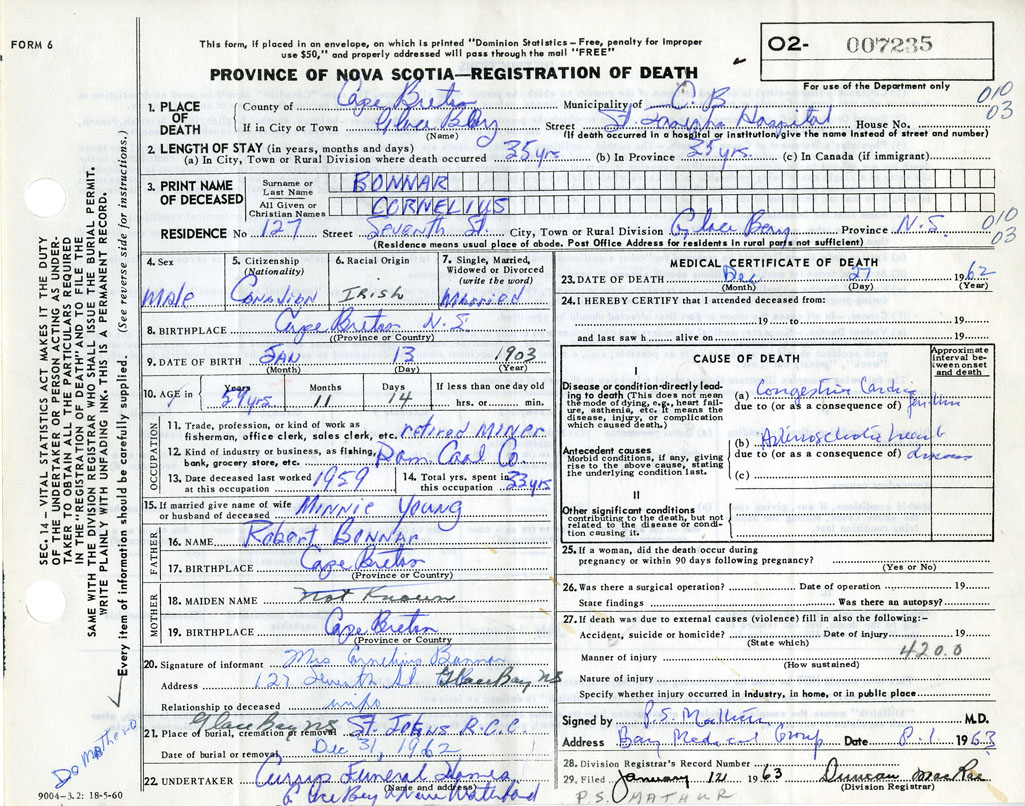 FORM 6
This form, if placed in an envelope, on which is printed "Dominion Statistics – Free, penalty for improper
use $50," and properly addressed will pass through the mail "FREE"
O2- 007235
For use of the Department only
PROVINCE OF NOVA SCOTIA—REGISTRATION OF DEATH
010
03
1. PLACE OF DEATH
County of Cape Breton Municipality of C. B
If in City or Town Glace Bay Street St. Joseph's Hospital House No.
(Name) (If death occurred in a hospital or institution, give the name instead of street and number)
2. LENGTH OF STAY (in years, months and days)
(a) In City, Town or Rural Division where death occurred 35 yrs (b) In Province 35 yrs. (c) In Canada (if immigrant)
3. PRINT NAME OF DECEASED
Surname or Last Name BONNAR
All Given or Christian Names CORNELIUS
RESIDENCE No 127 Street Seventh St. City, Town or Rural Division Glace Bay Province N.S.
010
03
(Residence means usual place of abode. Post Office Address for residents in rural parts not sufficient)
4. Sex
Male
5. Citizenship
(Nationality)
Canadian
6. Racial Origin
Irish
7. Single, Married,
Widowed or Divorced
(write the word)
Married
8. BIRTHPLACE Cape Breton N.S
((Province or Country)
9. DATE OF BIRTH Jan 13 1903
(Month) (Day) (Year)
10. AGE in
Years Months Days If less than one day old
59 yrs 11 14 hrs. or min.
OCCUPATION
11. Trade, profession, or kind of work as
fisherman, office clerk, sales clerk, etc. retired Miner
12. Kind of industry or business, as fishing,
bank, grocery store, etc. Dom Coal Co.
13. Date deceased last worked
at this occupation 1959
14. Total yrs. spent in
this occupation 33 yrs
15. If married give name of wife
or husband of deceased Minnie Young
FATHER
16. NAME Robert Bonnar
17. BIRTHPLACE Cape Breton
(Province or Country)
MOTHER
18. MAIDEN NAME Not Known
19. BIRTHPLACE Cape Breton
(Province or Country
20. Signature of informant Mrs Cornelius Bonnar
Address 127 Seventh St. Glace Bay NS
Relationship to deceased wife
Glace Bay NS
21. Place of burial, cremation or removal St. Johns R.C.C.
Date of burial or removal Dec 31, 1962
22. UNDERTAKER Currys Funeral Homes
(Name and address)
Glace Bay & New Waterford
9004-3.2: 18-5-60
MEDICAL CERTIFICATE OF DEATH
23. DATE OF DEATH Dec 27 1962
(Month) (Day) (Year)
24. I HEREBY CERTIFY that I attended deceased from:
19 to 19
and last saw h alive on 19
CAUSE OF DEATH
Approximate
interval be-
tween onset
and death
I
Disease or condition directly lead-
ing to death (This does not mean
the mode of dying, e.g., heart fail-
ure, asthenia, etc. It means the
disease, injury, or complication
which caused death.)
(a) Congestive Cardiac
due to (or as a consequence of) failure
Antecedent causes
Morbid conditions, if any, giving
rise to the above cause, stating
the underlying condition last.
(b) Arteriosclerotic heart
due to (or as a consequence of) disease
(c)
II
Other significant conditions
contributing to the death, but not
related to the disease or condi-
tion causing it.
25. If a woman, did the death occur during
pregnancy or within 90 days following pregnancy?
(Yes or No)
26. Was there a surgical operation? Date of operation 19
State findings Was there an autopsy?
27. If death was due to external causes (violence) fill in also the following:-
Accident, suicide or homicide? Date of injury 19
(State which)
420.0
Manner of injury
(How sustained)
Nature of injury
Specify whether injury occurred in industry, in home, or in public place
Signed by P.S. Mathur M.D.
Address Bay Medical Group Date 1963
28. Division Registrar's Record Number
29. Filed January 12 1963 Duncan MacRae
(Division Registrar)
P.S. MATHUR
SEC. 14 – VITAL STATISTICS ACT MAKES IT THE DUTY
OF THE UNDERTAKER OR PERSON ACTING AS UNDER-
TAKER TO OBTAIN ALL THE PARTICULARS REQUIRED
IN THE "REGISTRATION OF DEATH" AND TO FILE THE
SAME WITH THE DIVISION REGISTRAR WHO SHALL ISSUE THE BURIAL PERMIT.
WRITE PLAINLY WITH UNFADING INK. THIS IS A PERMANENT RECORD.
Every item of information should be carefully supplied. (See reverse side for instructions.)